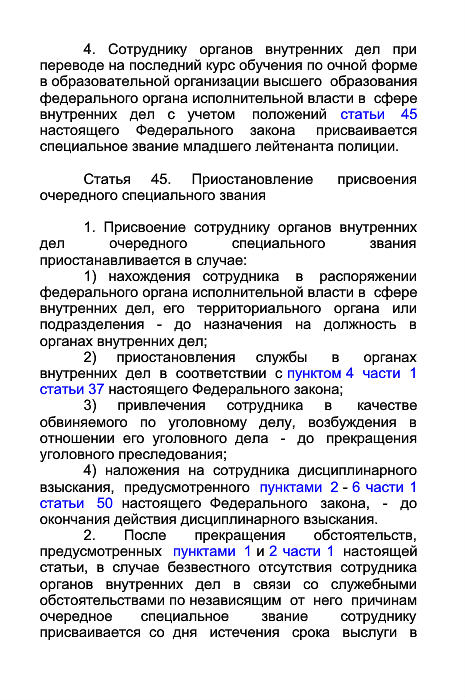 4. Сотруднику органов внутренних дел при
переводе на последний курс обучения по очной форме
в образовательной организации высшего образования
федерального органа исполнительной власти в сфере
внутренних дел с учетом положений статьи 45
настоящего Федерального закона присваивается
специальное звание младшего лейтенанта полиции.
Статья 45. Приостановление присвоения
очередного специального звания
1. Присвоение сотруднику органов внутренних
дел очередного специального звания
приостанавливается в случае:
1) нахождения сотрудника в распоряжении
федерального органа исполнительной власти в сфере
внутренних дел, его территориального органа или
подразделения - до назначения на должность в
органах внутренних дел;
2) приостановления службы в органах
внутренних дел в соответствии с пунктом 4 части 1
статьи 37 настоящего Федерального закона;
3) привлечения сотрудника в качестве
обвиняемого по уголовному делу, возбуждения в
отношении его уголовного дела - до прекращения
уголовного преследования;
4) наложения на сотрудника дисциплинарного
взыскания, предусмотренного пунктами 2 - 6 части 1
статьи 50 настоящего Федерального закона, - до
окончания действия дисциплинарного взыскания.
2. После прекращения обстоятельств,
предусмотренных пунктами 1 и 2 части 1 настоящей
статьи, в случае безвестного отсутствия сотрудника
органов внутренних дел в связи со служебными
обстоятельствами по независящим от него причинам
очередное специальное звание сотруднику
присваивается со дня истечения срока выслуги в